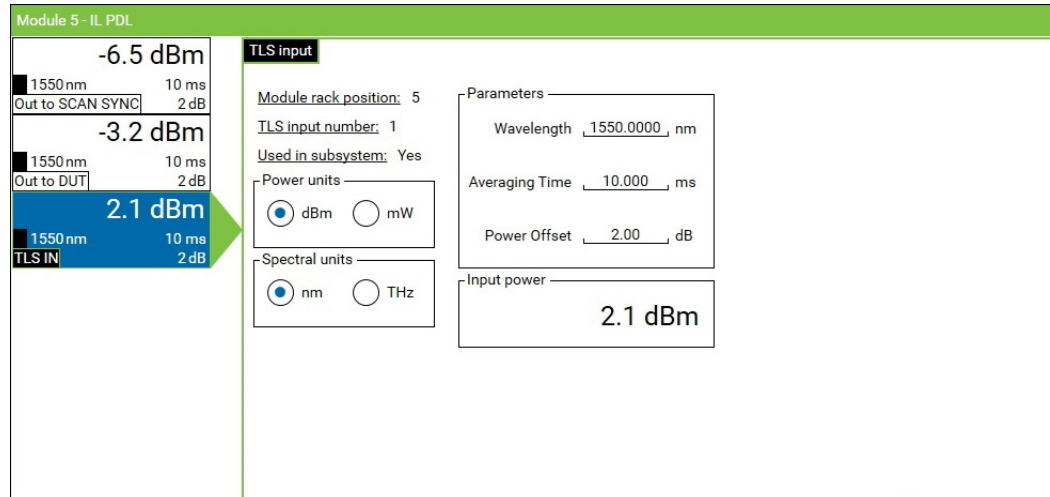 Module 5 - IL PDL
-6.5 dBm
1550 nm 10 ms
Out to SCAN SYNC 2 dB
-3.2 dBm
1550 nm 10 ms
Out to DUT 2 dB
2.1 dBm
1550 nm 10 ms
TLS IN 2 dB
TLS input
Module rack position: 5
TLS input number: 1
Used in subsystem: Yes
Power units
dBm mW
Spectral units
nm THz
Parameters
Wavelength 1550.0000 nm
Averaging Time 10.000 ms
Power Offset 2.00 dB
Input power
2.1 dBm